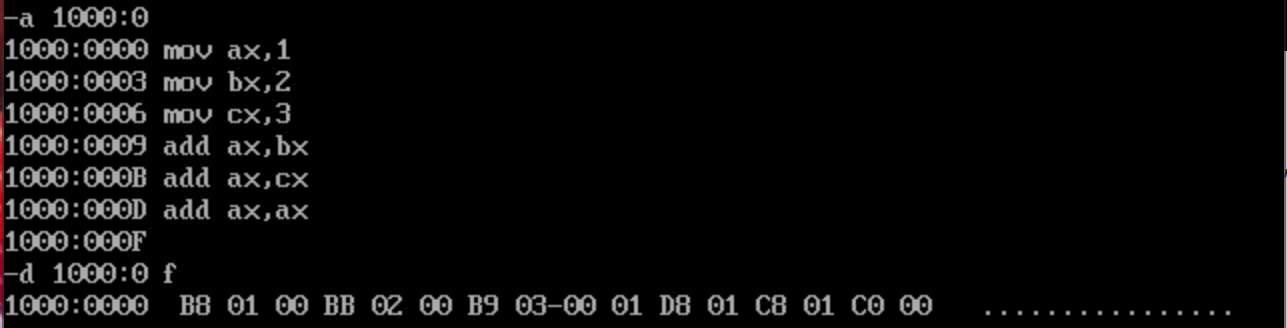 -a 1000:0
1000:0000 mov ax,1
1000:0003 mov bx,2
1000:0006 mov cx,3
1000:0009 add ax,bx
1000:000B add ax,cx
1000:000D add ax,ax
1000:000F
-d 1000:0 f
1000:0000  B8 01 00 BB 02 00 B9 03-00 01 D8 01 C8 01 C0 00   ................